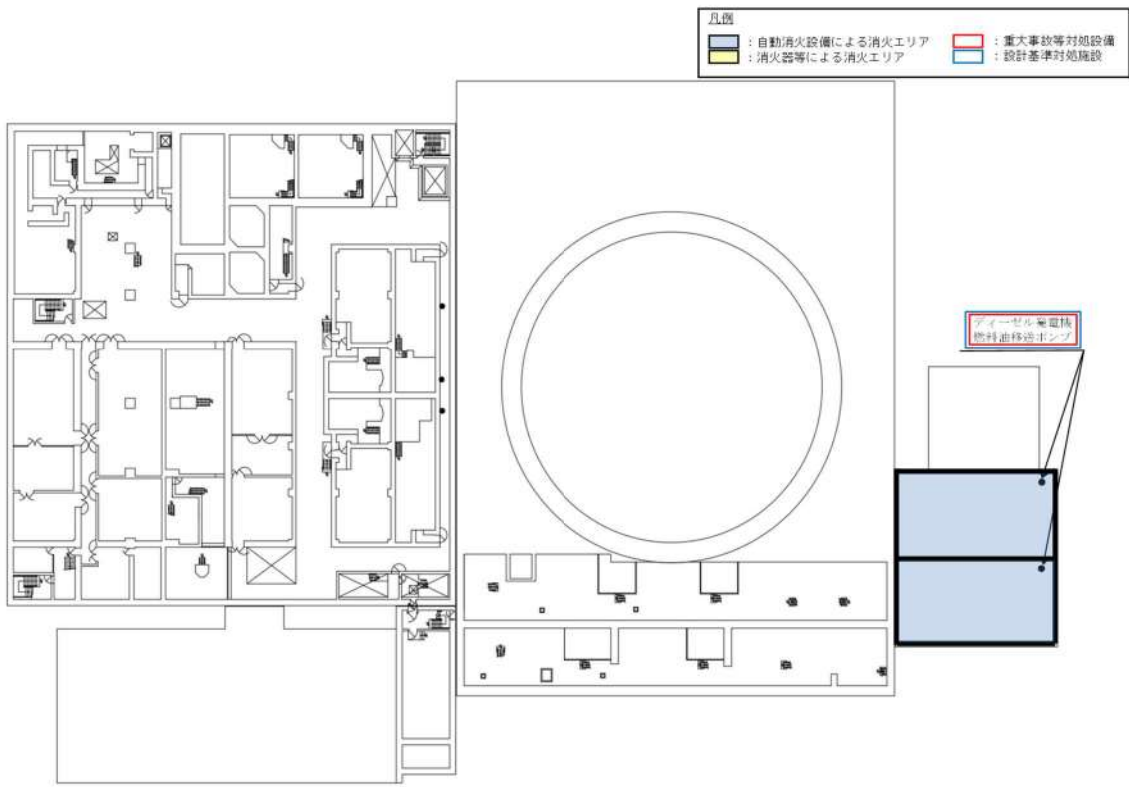 凡例
：自動消火設備による消火エリア
：重大事故等対処設備
：消火器等による消火エリア
：設計基準対処施設
ディーゼル発電機
燃料油移送ポンプ